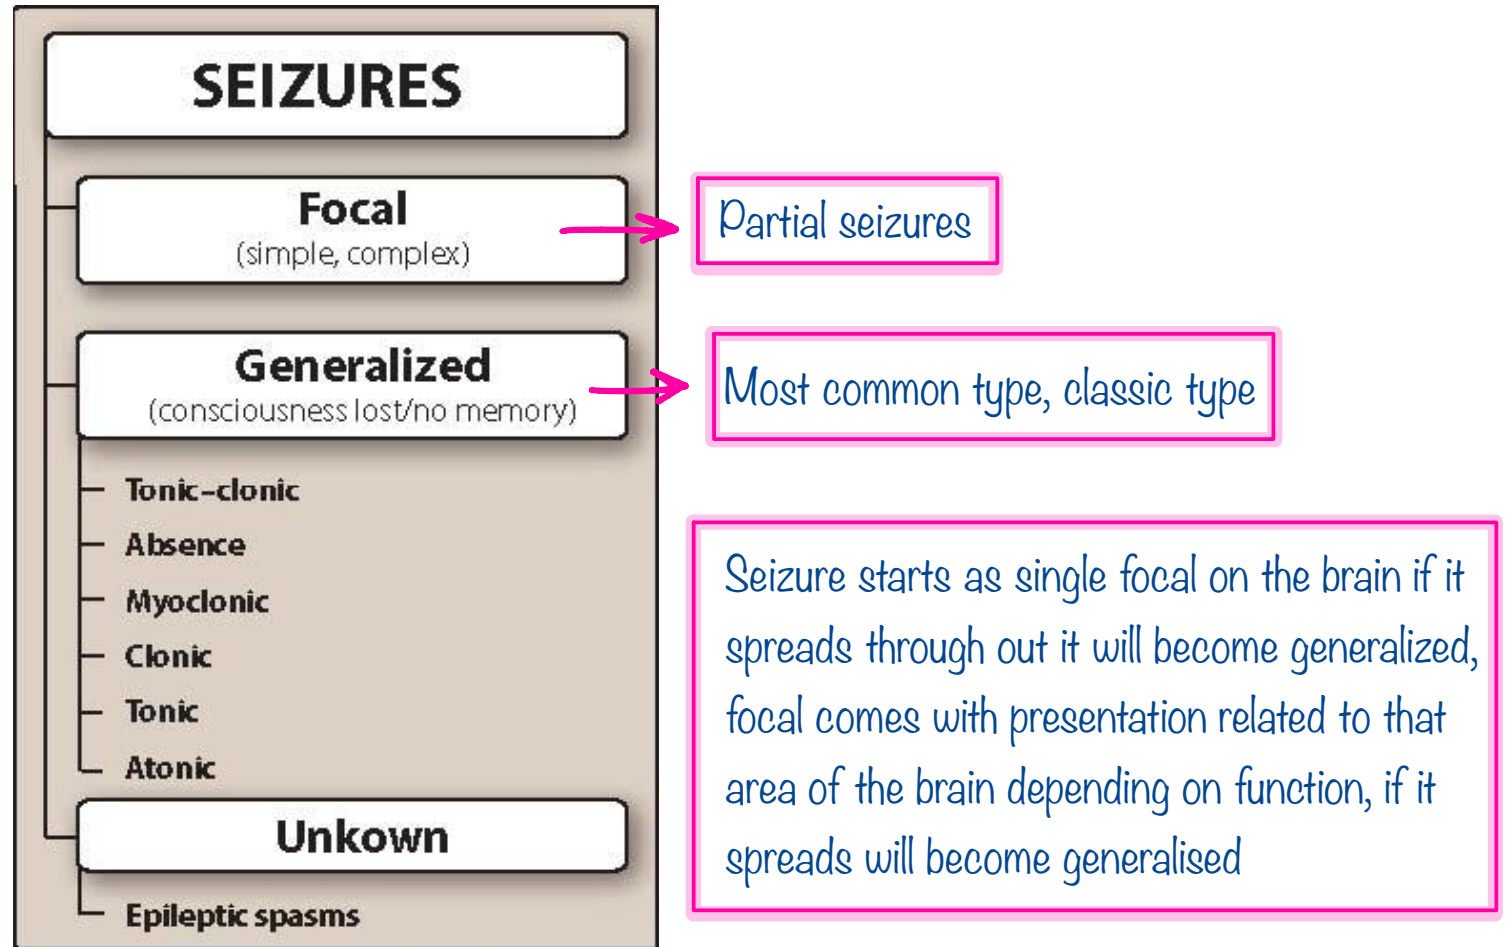 SEIZURES
Focal
(simple, complex)
Partial seizures
Generalized
(consciousness lost/no memory)
Most common type, classic type
Tonic-clonic
Absence
Myoclonic
Clonic
Tonic
Atonic
Seizure starts as single focal on the brain if it
spreads through out it will become generalized,
focal comes with presentation related to that
area of the brain depending on function, if it
spreads will become generalised
Unkown
Epileptic spasms